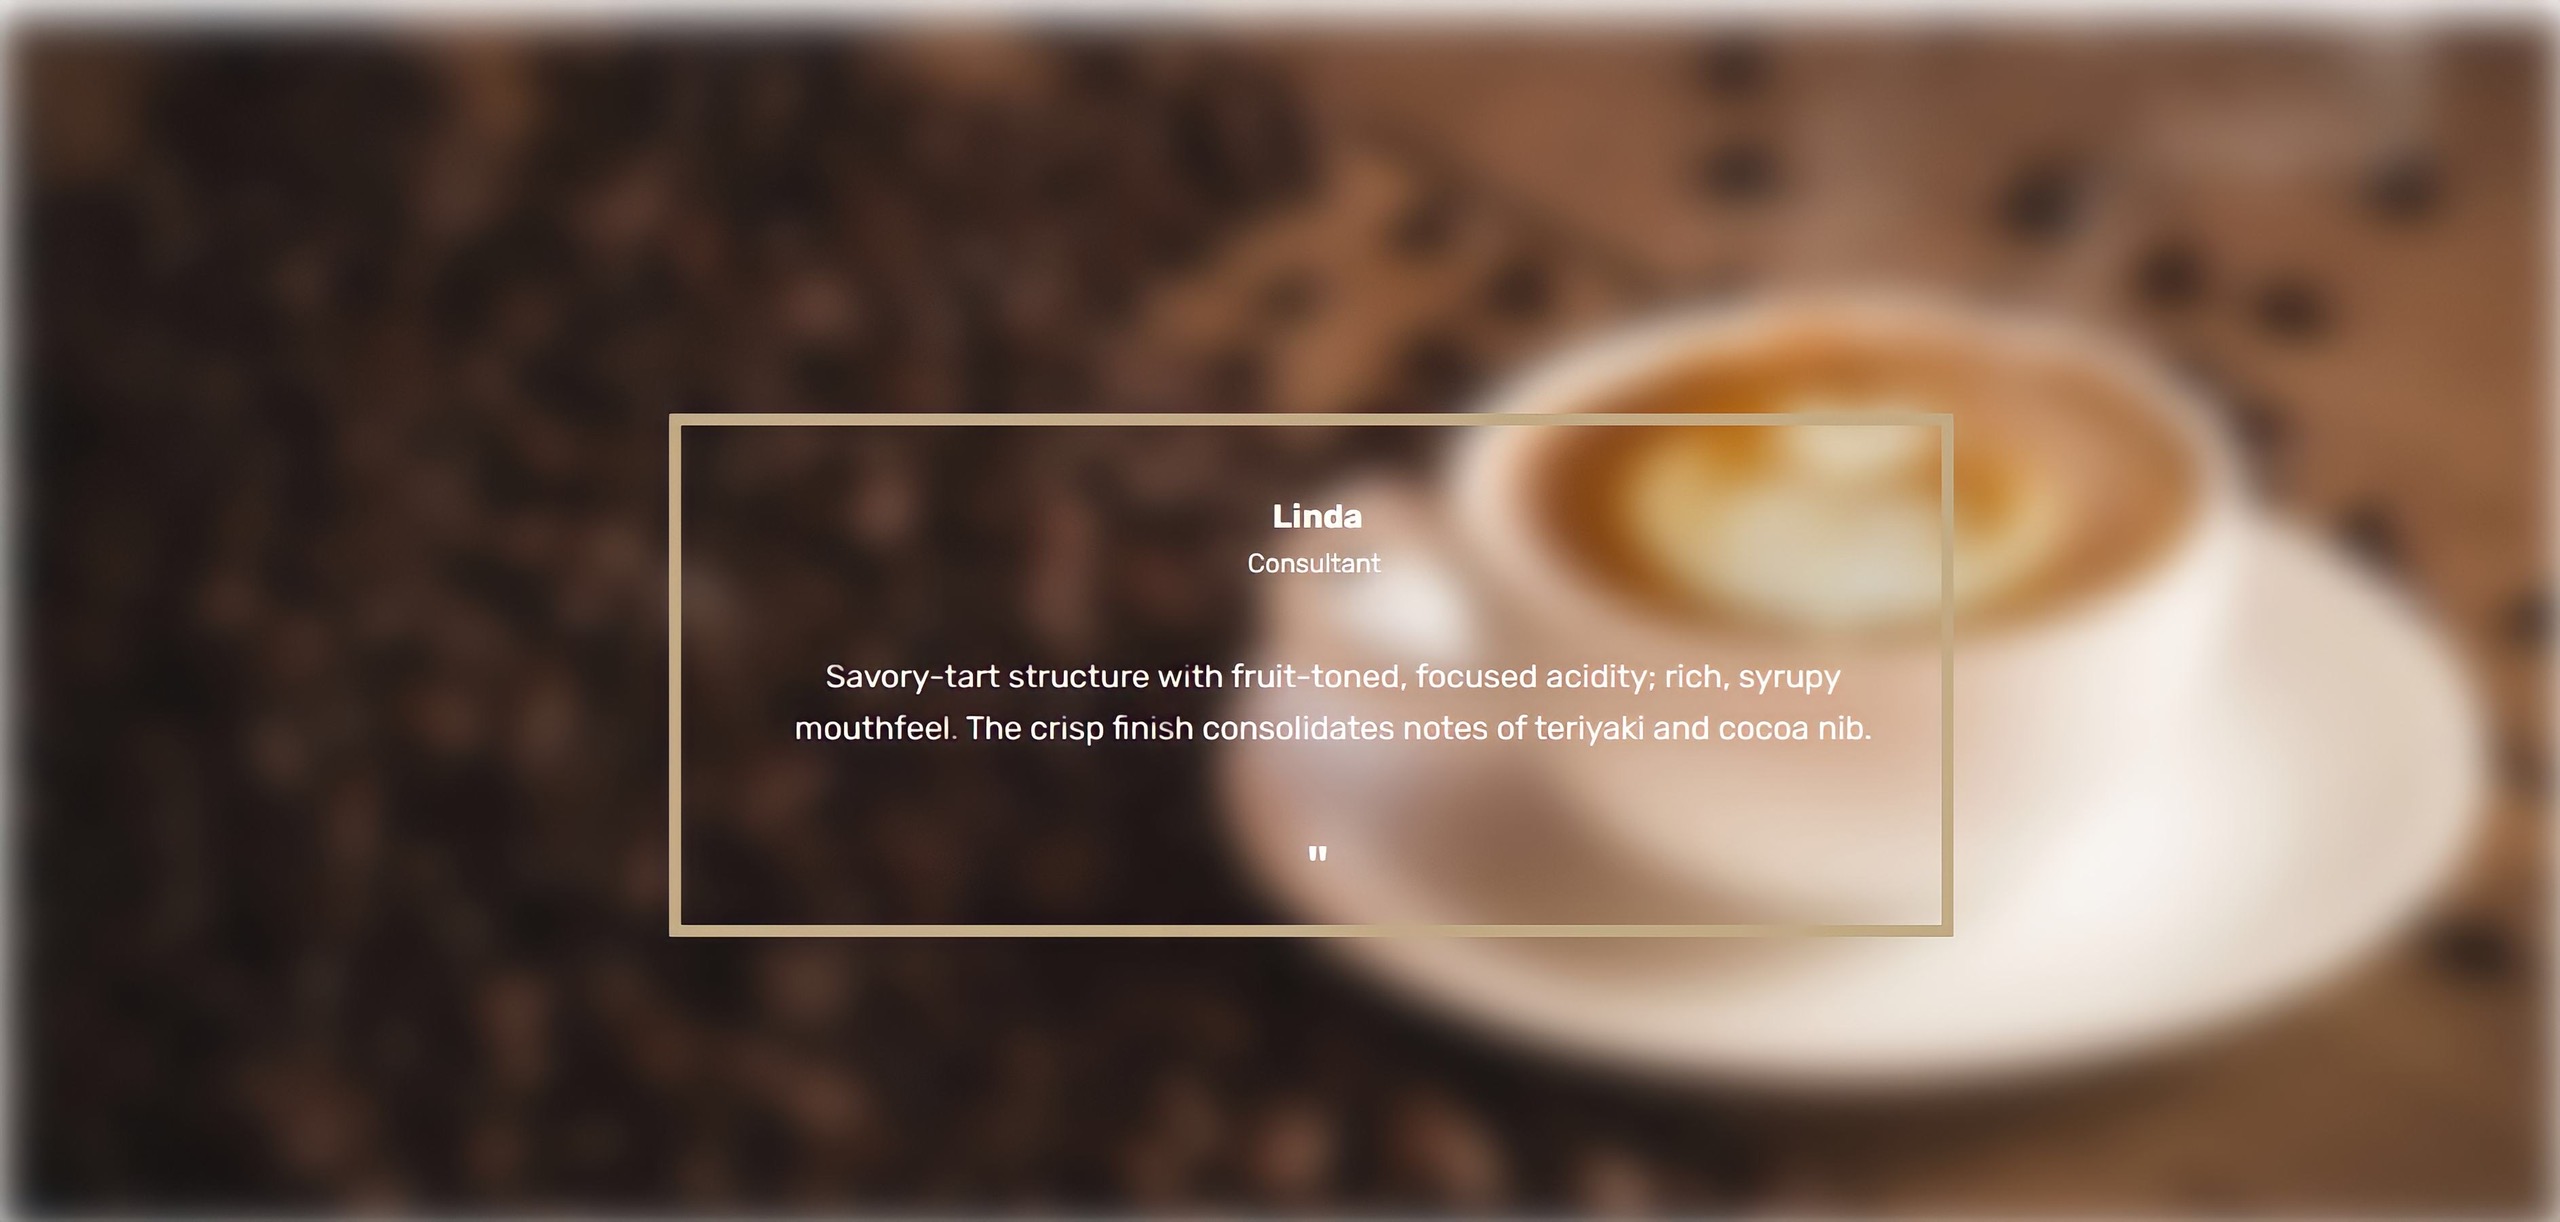 Linda
Consultant
Savory-tart structure with fruit-toned, focused acidity; rich, syrupy
mouthfeel. The crisp finish consolidates notes of teriyaki and cocoa nib.
"